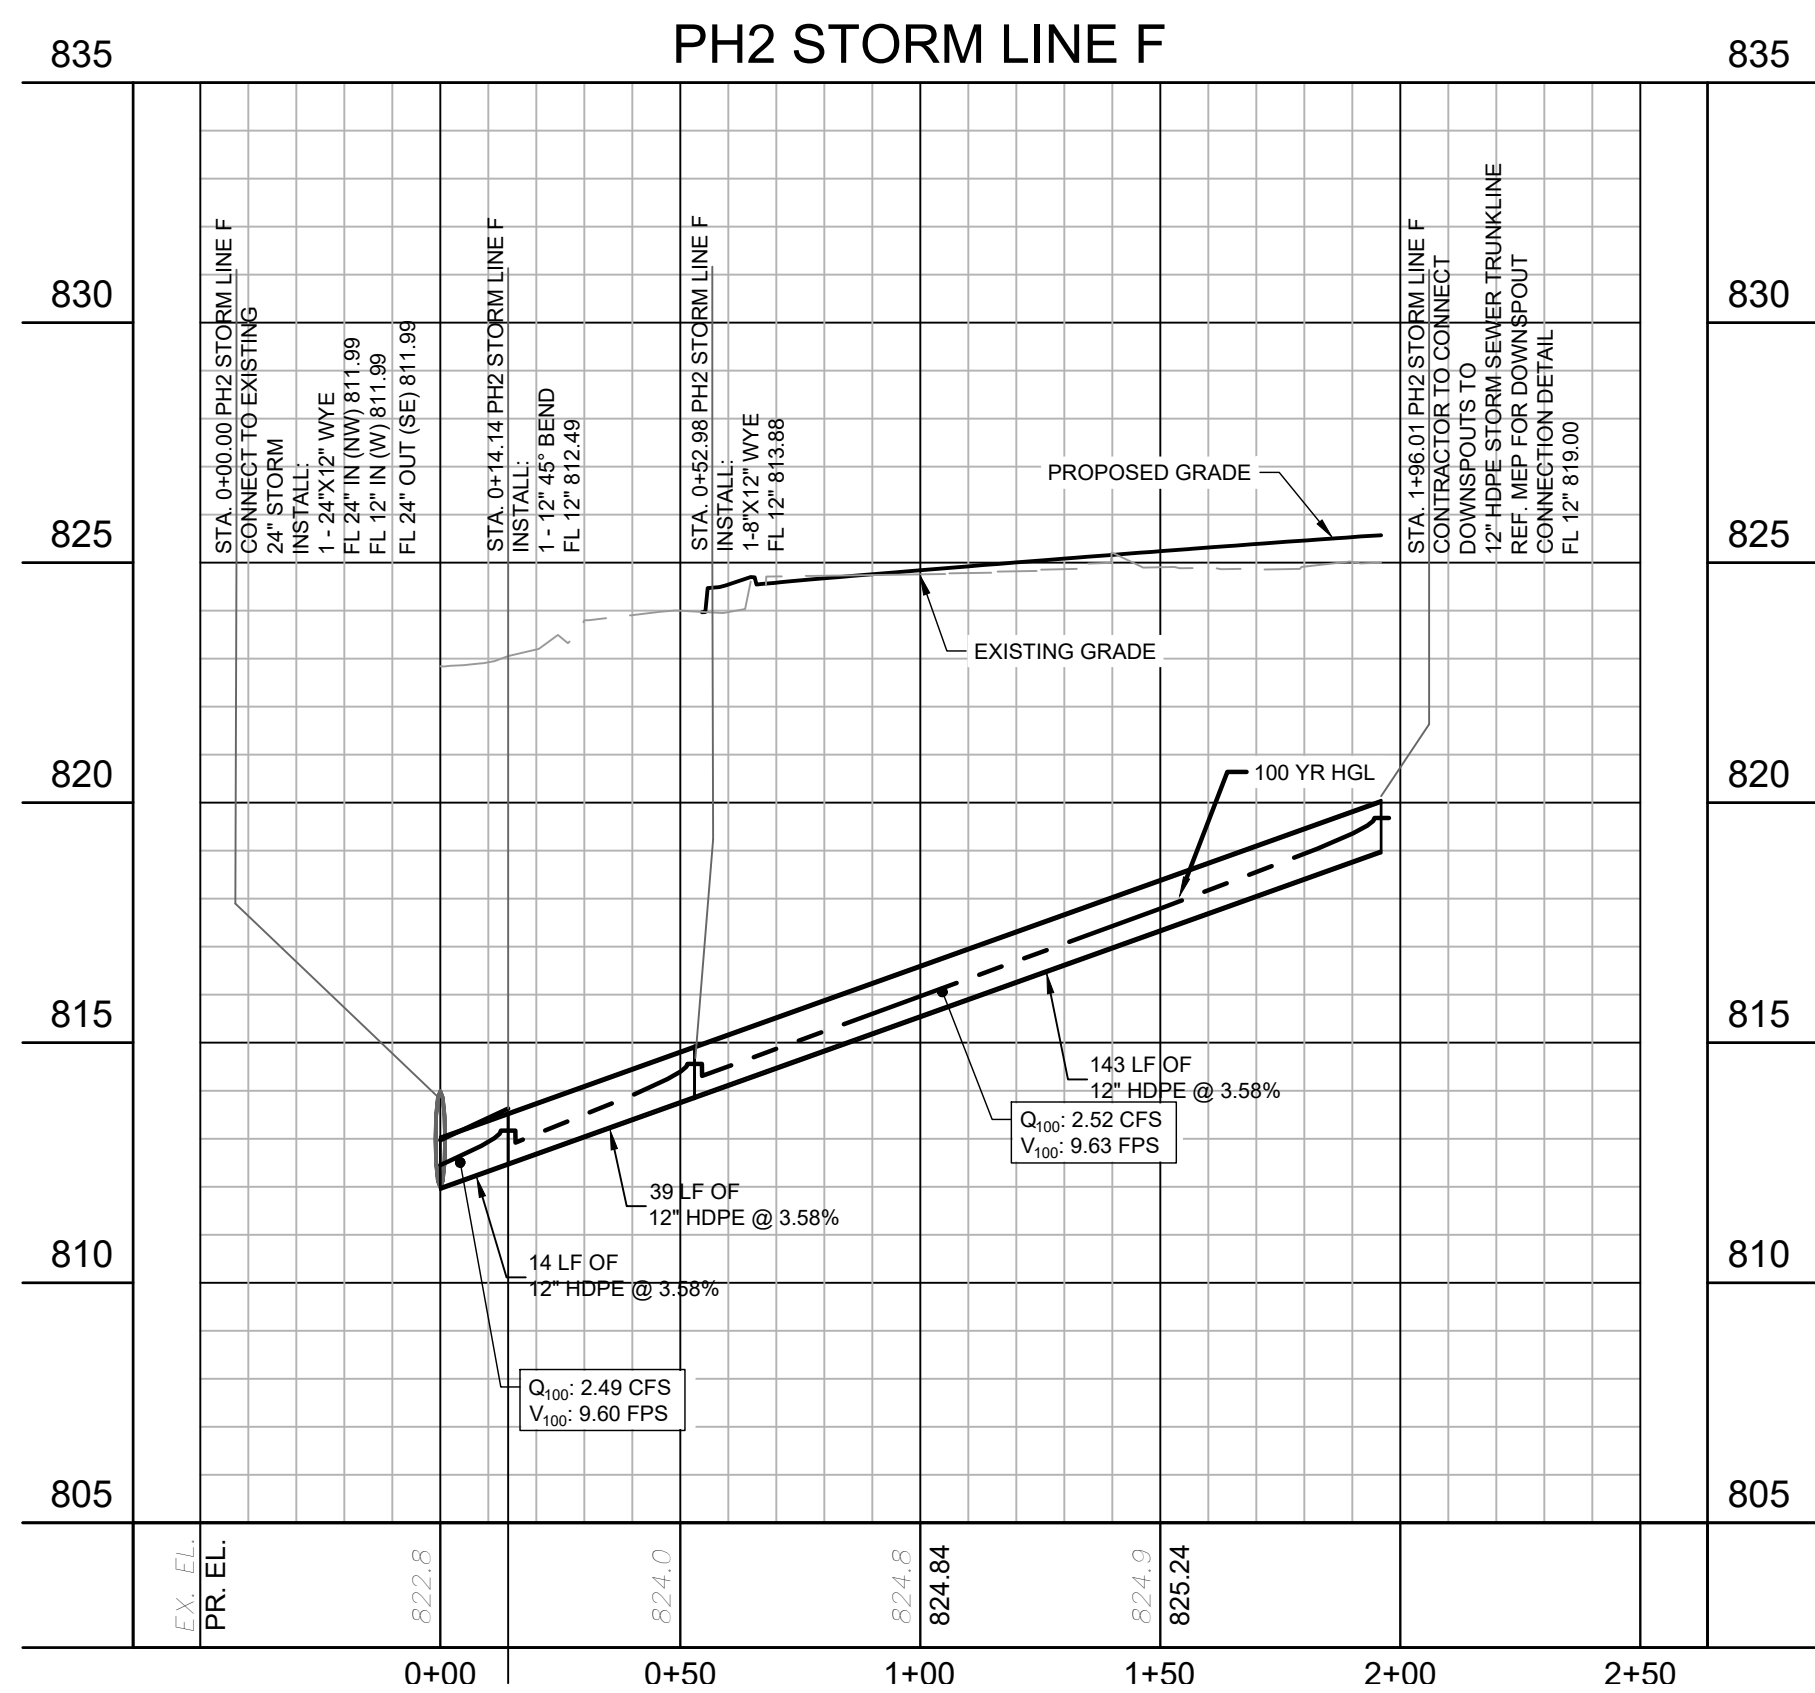 PH2 STORM LINE F
835
835
830
830
825
825
820
820
815
815
810
810
805
805
STA. 0+00.00 PH2 STORM LINE F
CONNECT TO EXISTING
24" STORM
INSTALL:
1 - 24"X12" WYE
FL 24" IN (NW) 811.99
FL 12" IN (W) 811.99
FL 24" OUT (SE) 811.99
STA. 0+14.14 PH2 STORM LINE F
INSTALL:
1 - 12" 45° BEND
FL 12" 812.49
STA. 0+52.98 PH2 STORM LINE F
INSTALL:
1-8"X12" WYE
FL 12" 813.88
STA. 1+96.01 PH2 STORM LINE F
CONTRACTOR TO CONNECT
DOWNSPOUTS TO
12" HDPE STORM SEWER TRUNKLINE
REF. MEP FOR DOWNSPOUT
CONNECTION DETAIL
FL 12" 819.00
PROPOSED GRADE
EXISTING GRADE
100 YR HGL
143 LF OF
12" HDPE @ 3.58%
Q100: 2.52 CFS
V100: 9.63 FPS
39 LF OF
12" HDPE @ 3.58%
14 LF OF
12" HDPE @ 3.58%
Q100: 2.49 CFS
V100: 9.60 FPS
EX. EL.
PR. EL.
822.8
824.0
824.8
824.84
824.9
825.24
0+00
0+50
1+00
1+50
2+00
2+50